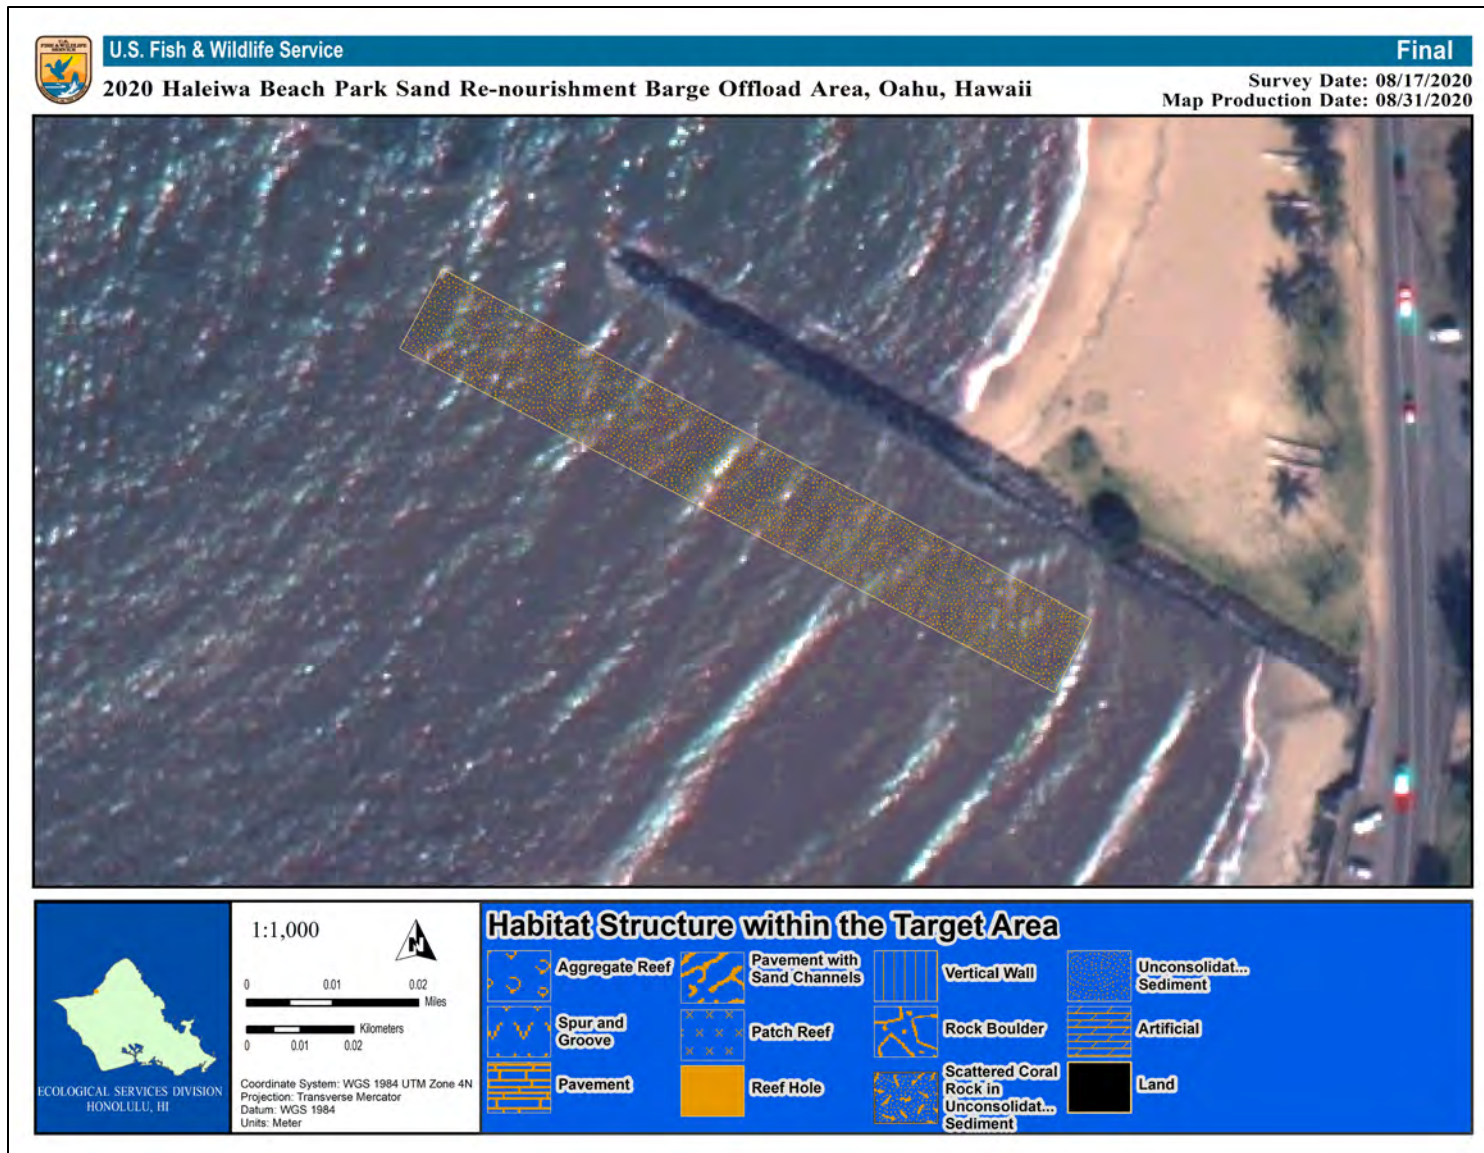 U.S.
FISH & WILDLIFE
SERVICE
U.S. Fish & Wildlife Service
Final
2020 Haleiwa Beach Park Sand Re-nourishment Barge Offload Area, Oahu, Hawaii
Survey Date: 08/17/2020
Map Production Date: 08/31/2020
ECOLOGICAL SERVICES DIVISION
HONOLULU, HI
1:1,000
N
0 0.01 0.02
Miles
Kilometers
0 0.01 0.02
Coordinate System: WGS 1984 UTM Zone 4N
Projection: Transverse Mercator
Datum: WGS 1984
Units: Meter
Habitat Structure within the Target Area
Aggregate Reef
Spur and
Groove
Pavement
Pavement with
Sand Channels
Patch Reef
Reef Hole
Vertical Wall
Rock Boulder
Scattered Coral
Rock in
Unconsolidat...
Sediment
Unconsolidat...
Sediment
Artificial
Land